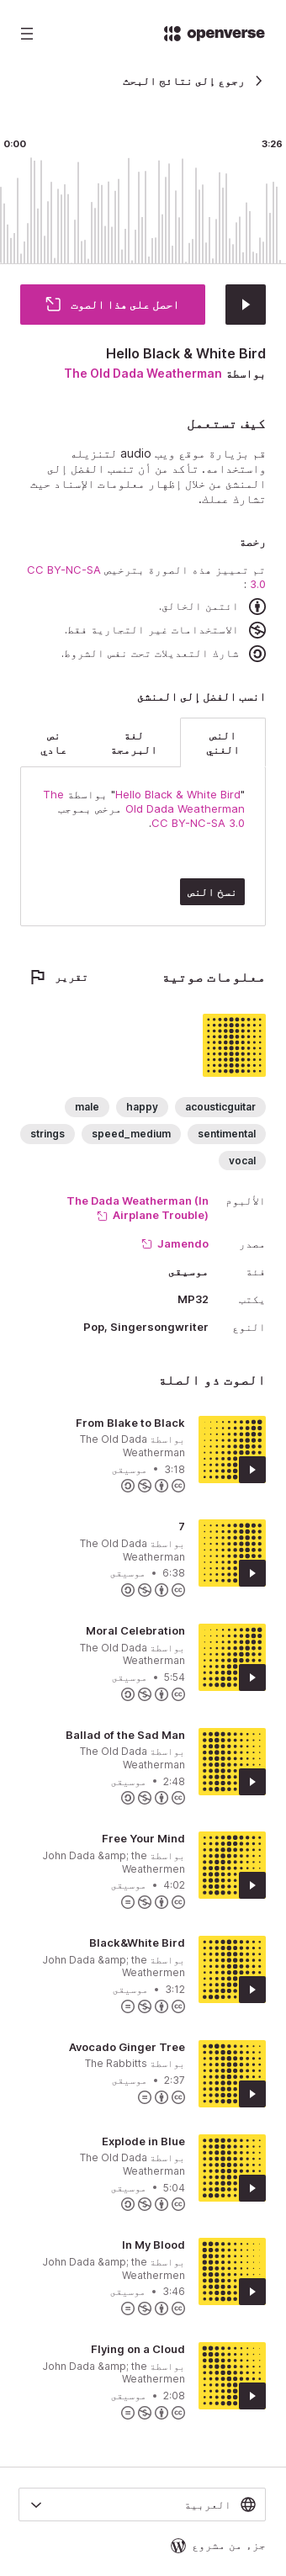 openverse
رجوع إلى نتائج البحث
0:00
3:26
احصل على هذا الصوت
Hello Black & White Bird
بواسطة The Old Dada Weatherman
كيف تستعمل
قم بزيارة موقع ويب audio لتنزيله
واستخدامه. تأكد من أن تنسب الفضل إلى
المنشئ من خلال إظهار معلومات الإسناد حيث
تشارك عملك.
رخصة
تم تمييز هذه الصورة بترخيص CC BY-NC-SA
3.0 :
ائتمن الخالق.
الاستخدامات غير التجارية فقط.
شارك التعديلات تحت نفس الشروط.
انسب الفضل إلى المنشئ
النص الغني
لغة البرمجة
نص عادي
"Hello Black & White Bird" بواسطة The
Old Dada Weatherman مرخص بموجب
CC BY-NC-SA 3.0.
نسخ النص
معلومات صوتية
تقرير
acousticguitar
happy
male
sentimental
speed_medium
strings
vocal
الألبوم
The Dada Weatherman (In
Airplane Trouble)
مصدر
Jamendo
فئة
موسيقى
يكتب
MP32
النوع
Pop, Singersongwriter
الصوت ذو الصلة
From Blake to Black
بواسطة The Old Dada
Weatherman
3:18 • موسيقى
7
بواسطة The Old Dada
Weatherman
6:38 • موسيقى
Moral Celebration
بواسطة The Old Dada
Weatherman
5:54 • موسيقى
Ballad of the Sad Man
بواسطة The Old Dada
Weatherman
2:48 • موسيقى
Free Your Mind
بواسطة John Dada &amp; the
Weathermen
4:02 • موسيقى
Black&White Bird
بواسطة John Dada &amp; the
Weathermen
3:12 • موسيقى
Avocado Ginger Tree
بواسطة The Rabbitts
2:37 • موسيقى
Explode in Blue
بواسطة The Old Dada
Weatherman
5:04 • موسيقى
In My Blood
بواسطة John Dada &amp; the
Weathermen
3:46 • موسيقى
Flying on a Cloud
بواسطة John Dada &amp; the
Weathermen
2:08 • موسيقى
العربية
جزء من مشروع